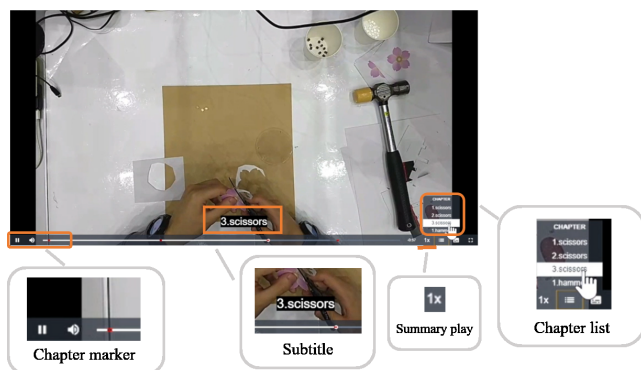 CHAPTER
1.scissors
2.scissors
3.scissors
1.hamm
3.scissors
1x
CHAPTER
1.scissors
2.scissors
3.scissors
1.hamm
1x
3.scissors
1x
Chapter marker
Subtitle
Summary play
Chapter list